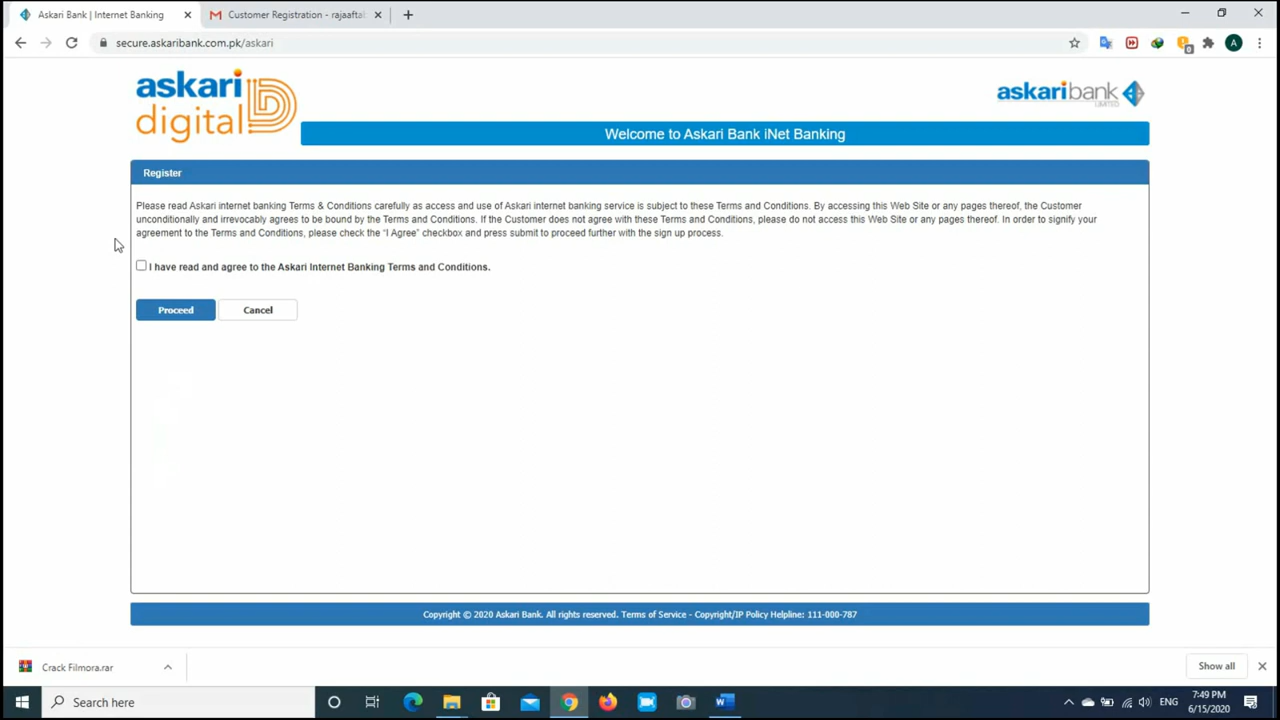 Askari Bank | Internet Banking
Customer Registration - rajaafta
secure.askaribank.com.pk/askari
A
askari
digital
askaribank
LIMITED
Welcome to Askari Bank iNet Banking
Register
Please read Askari internet banking Terms & Conditions carefully as access and use of Askari internet banking service is subject to these Terms and Conditions. By accessing this Web Site or any pages thereof, the Customer
unconditionally and irrevocably agrees to be bound by the Terms and Conditions. If the Customer does not agree with these Terms and Conditions, please do not access this Web Site or any pages thereof. In order to signify your
agreement to the Terms and Conditions, please check the “I Agree” checkbox and press submit to proceed further with the sign up process.
I have read and agree to the Askari Internet Banking Terms and Conditions.
Proceed Cancel
Copyright © 2020 Askari Bank. All rights reserved. Terms of Service - Copyright/IP Policy Helpline: 111-000-787
Crack Filmora.rar
Show all
Search here
ENG
7:49 PM
6/15/2020